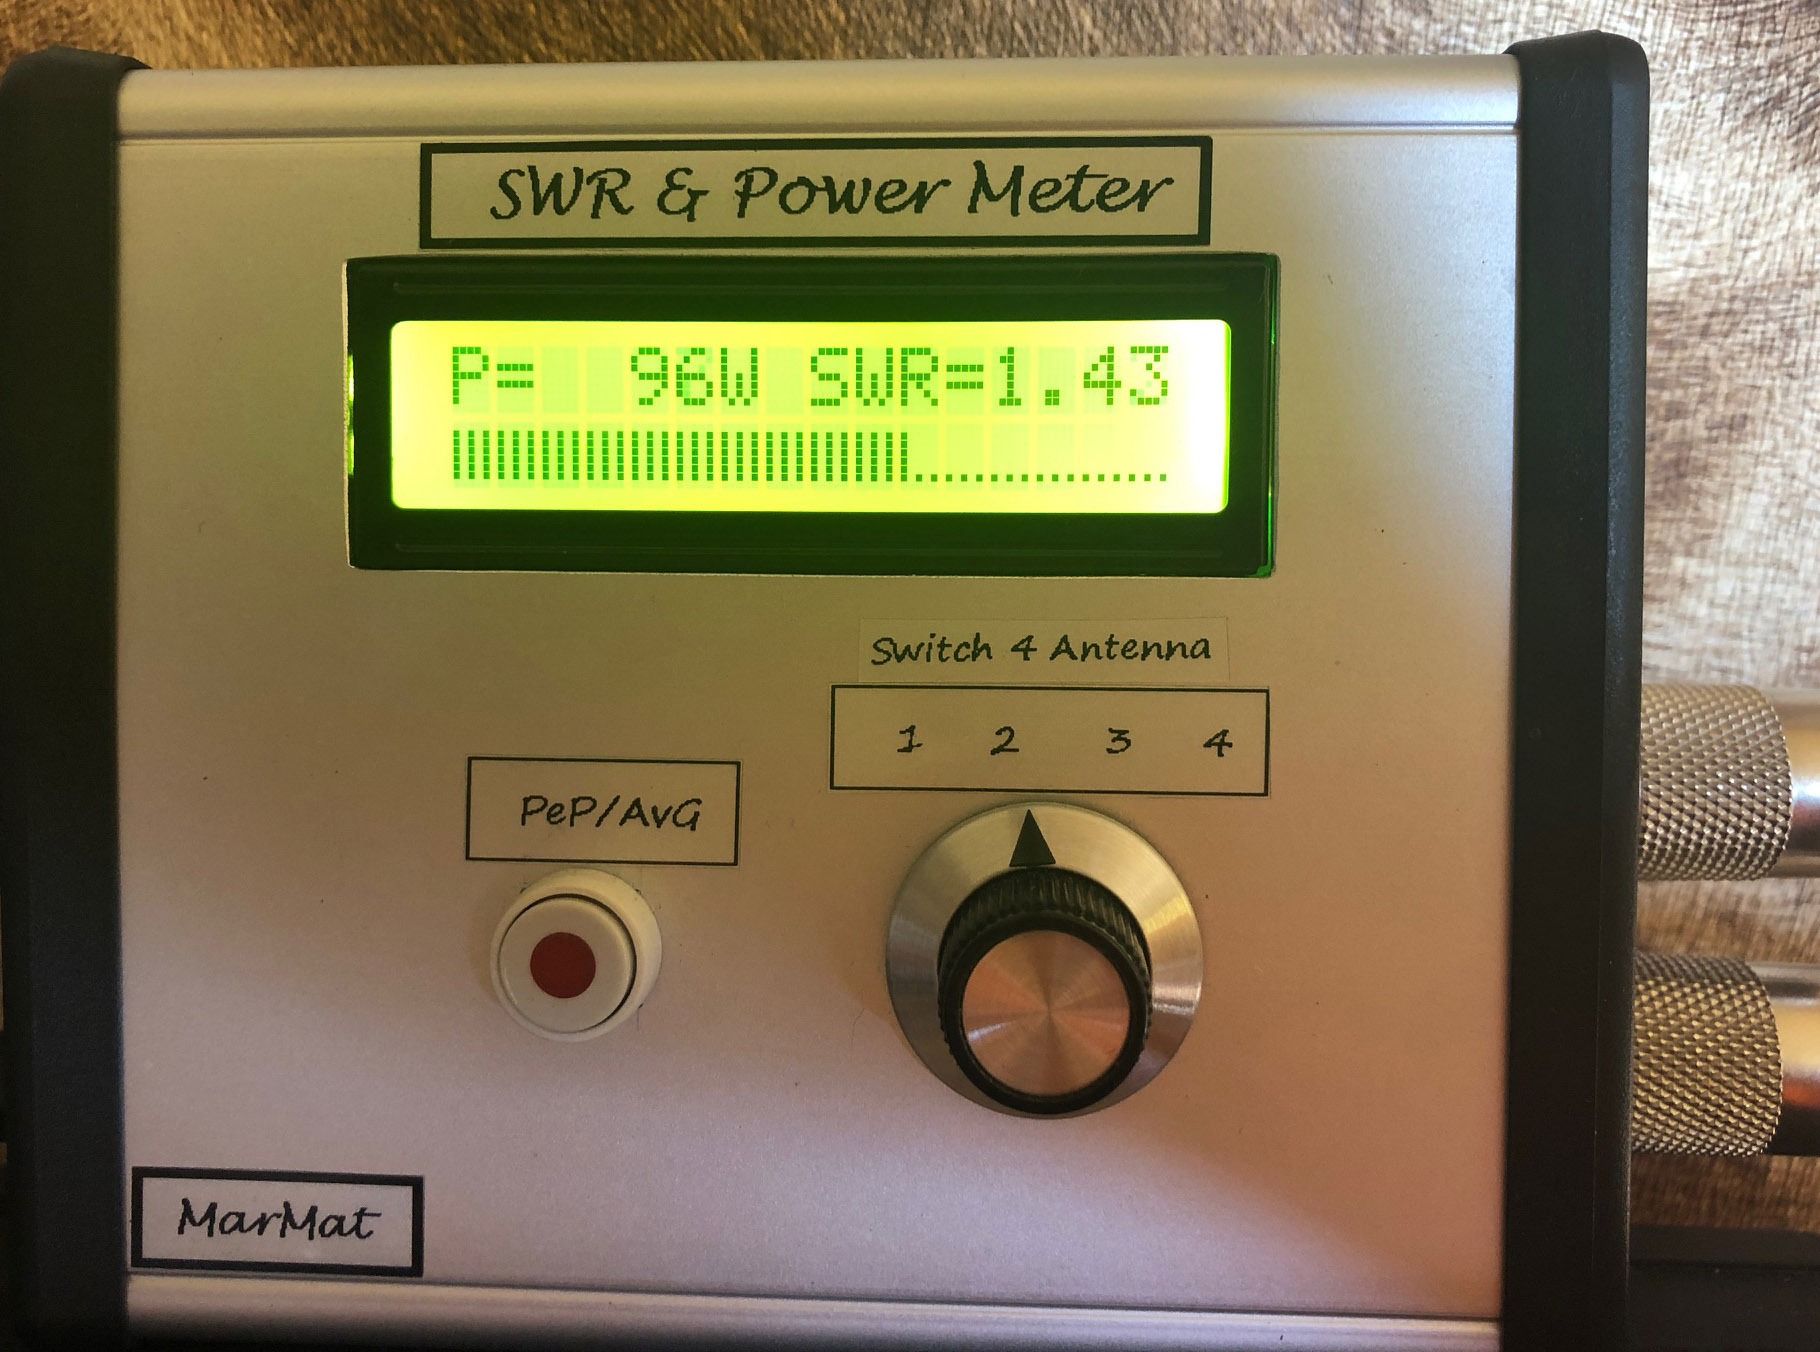 SWR & Power Meter
P=   96W SWR=1.43
Switch 4 Antenna
1 2 3 4
PeP/AvG
MarMat